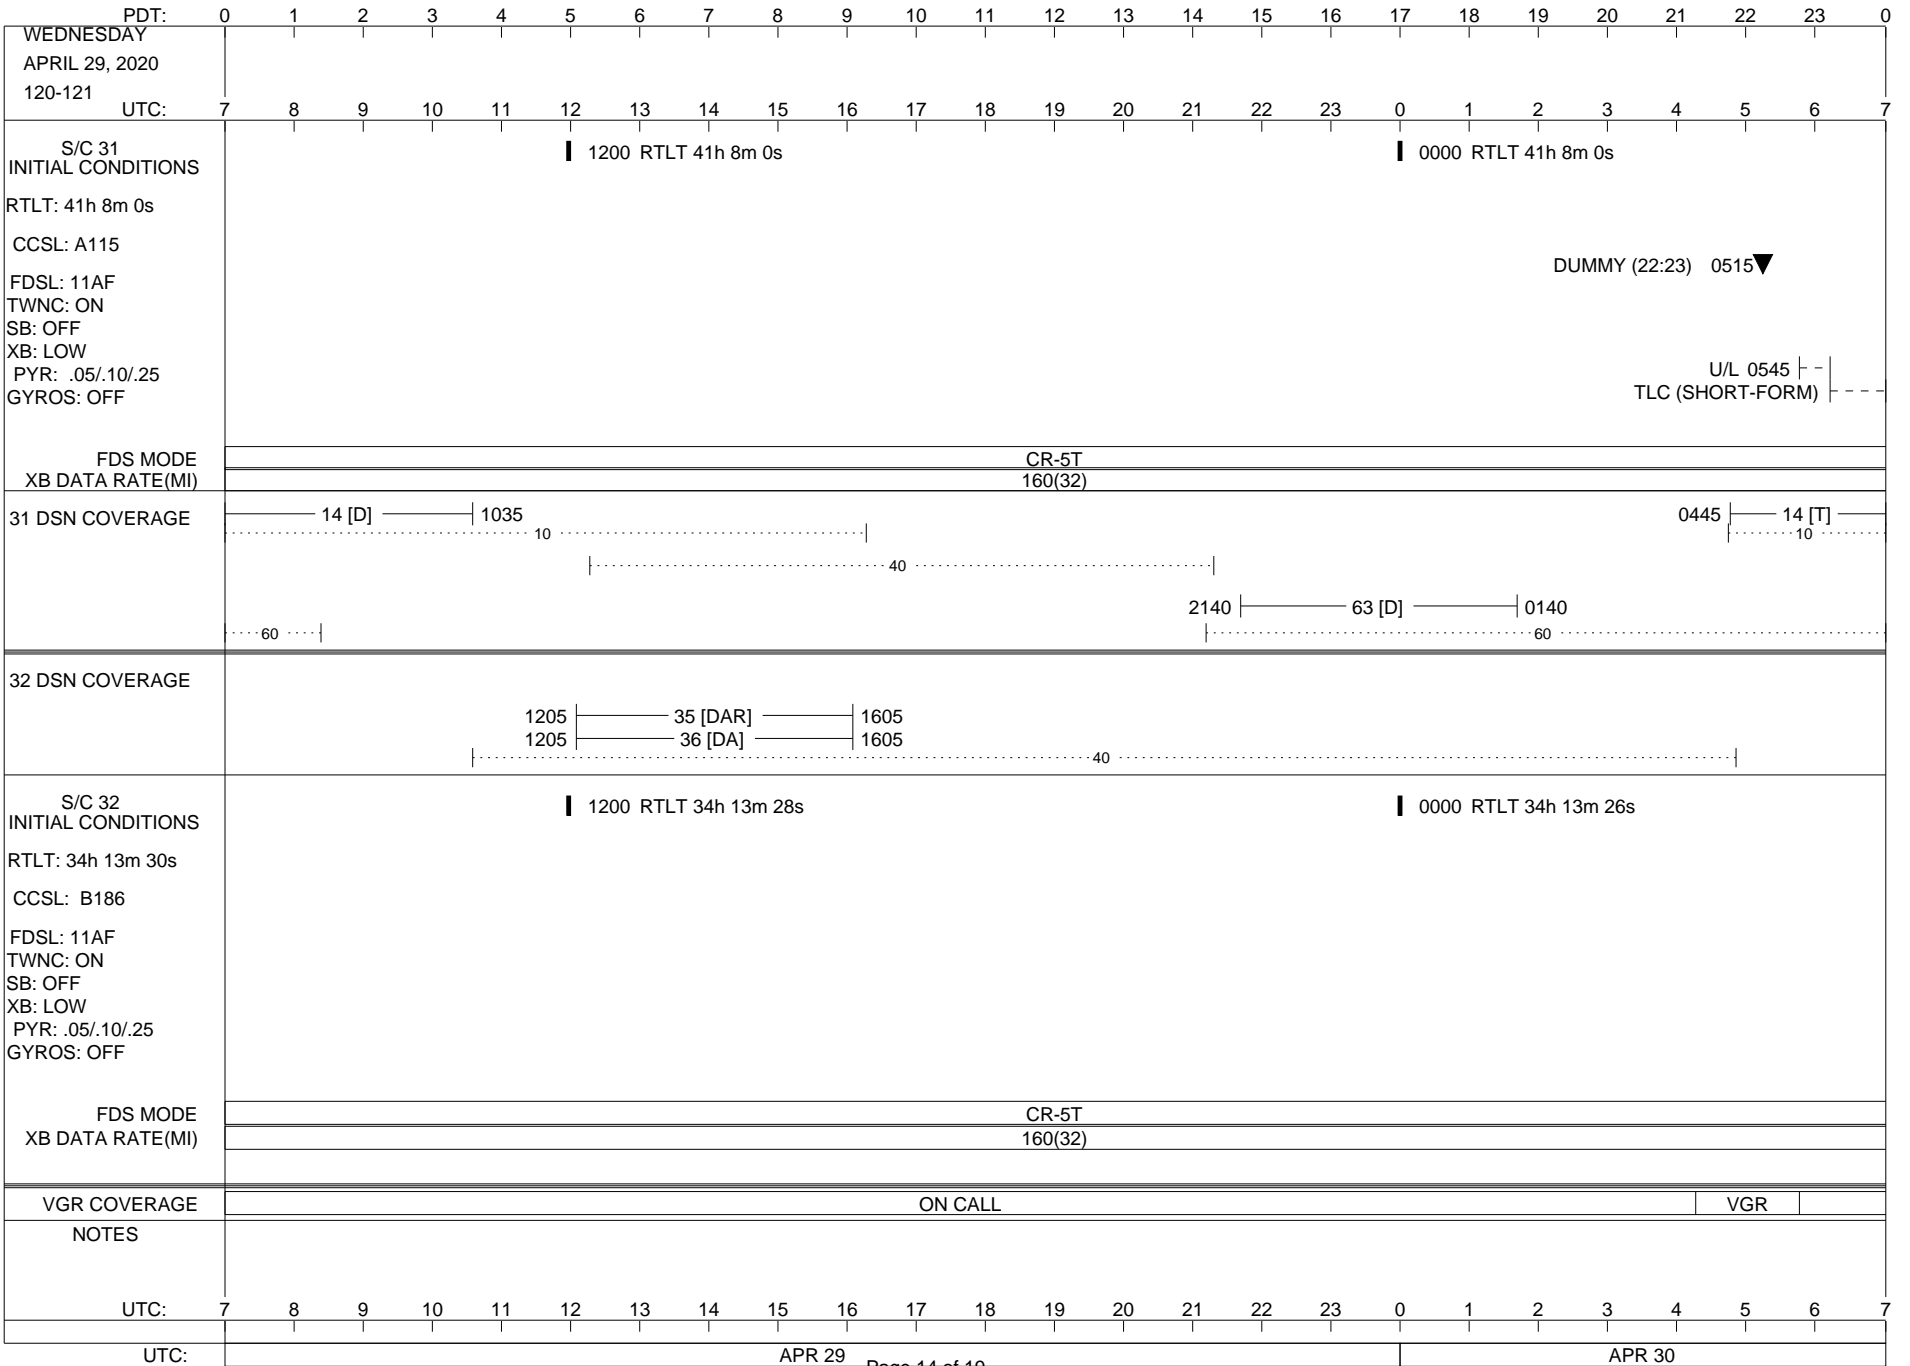 PDT: 0 1 2 3 4 5 6 7 8 9 10 11 12 13 14 15 16 17 18 19 20 21 22 23 0
WEDNESDAY
APRIL 29, 2020
120-121
UTC: 7 8 9 10 11 12 13 14 15 16 17 18 19 20 21 22 23 0 1 2 3 4 5 6 7
S/C 31
INITIAL CONDITIONS
1200 RTLT 41h 8m 0s
0000 RTLT 41h 8m 0s
RTLT: 41h 8m 0s
CCSL: A115
DUMMY (22:23) 0515
FDSL: 11AF
TWNC: ON
SB: OFF
XB: LOW
PYR: .05/.10/.25
GYROS: OFF
U/L 0545
TLC (SHORT-FORM)
FDS MODE CR-5T
XB DATA RATE(MI) 160(32)
31 DSN COVERAGE
14 [D] 1035
0445 14 [T]
10 10
40
2140 63 [D] 0140
60 60
32 DSN COVERAGE
1205 35 [DAR] 1605
1205 36 [DA] 1605
40
S/C 32
INITIAL CONDITIONS
1200 RTLT 34h 13m 28s
0000 RTLT 34h 13m 26s
RTLT: 34h 13m 30s
CCSL: B186
FDSL: 11AF
TWNC: ON
SB: OFF
XB: LOW
PYR: .05/.10/.25
GYROS: OFF
FDS MODE CR-5T
XB DATA RATE(MI) 160(32)
VGR COVERAGE ON CALL VGR
NOTES
UTC: 7 8 9 10 11 12 13 14 15 16 17 18 19 20 21 22 23 0 1 2 3 4 5 6 7
UTC: APR 29 APR 30
Page 14 of 19